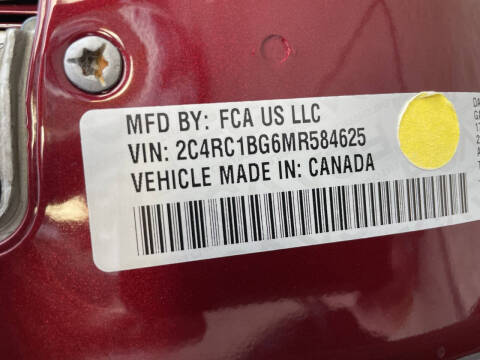 MFD BY: FCA US LLC
VIN: 2C4RC1BG6MR584625
VEHICLE MADE IN: CANADA